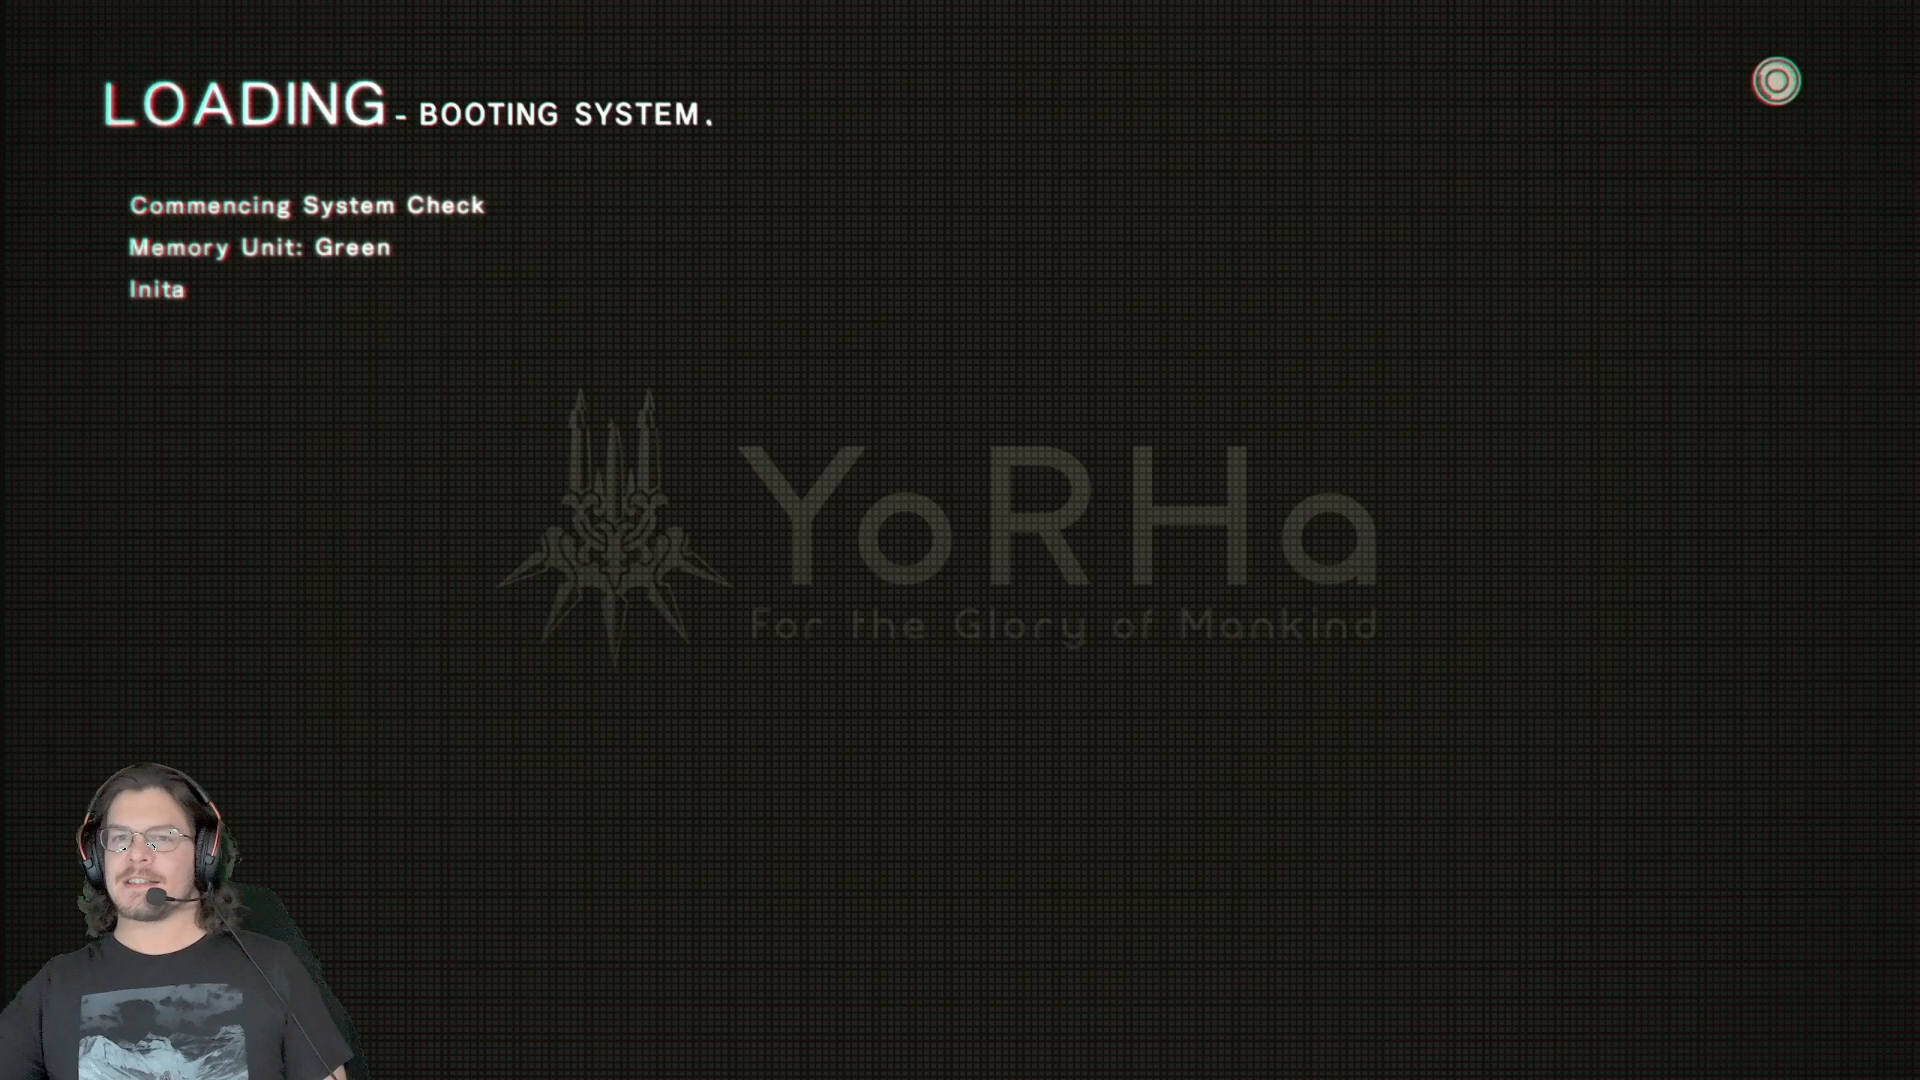 LOADING - BOOTING SYSTEM.
Commencing System Check
Memory Unit: Green
Inita
YoRHa
For the Glory of Mankind